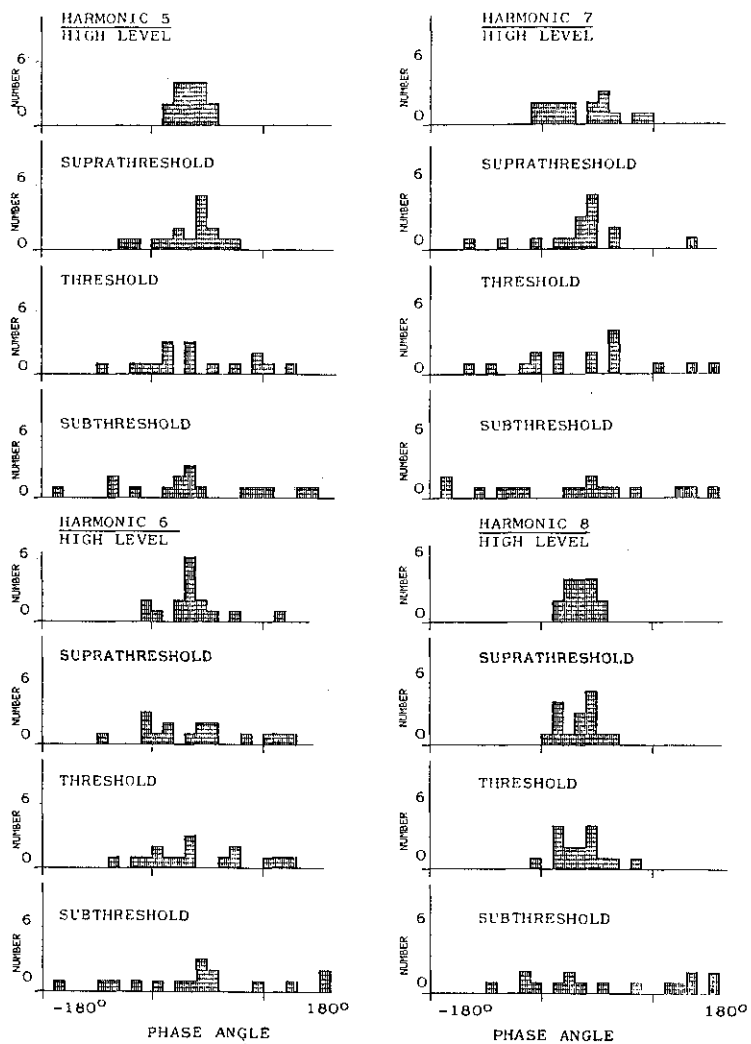 HARMONIC 5
HIGH LEVEL
NUMBER
6
0
SUPRATHRESHOLD
NUMBER
6
0
THRESHOLD
NUMBER
6
0
SUBTHRESHOLD
NUMBER
6
0
HARMONIC 6
HIGH LEVEL
NUMBER
6
0
SUPRATHRESHOLD
NUMBER
6
0
THRESHOLD
NUMBER
6
0
SUBTHRESHOLD
NUMBER
6
0
-180° 180°
PHASE ANGLE
HARMONIC 7
HIGH LEVEL
NUMBER
6
0
SUPRATHRESHOLD
NUMBER
6
0
THRESHOLD
NUMBER
6
0
SUBTHRESHOLD
NUMBER
6
0
HARMONIC 8
HIGH LEVEL
NUMBER
6
0
SUPRATHRESHOLD
NUMBER
6
0
THRESHOLD
NUMBER
6
0
SUBTHRESHOLD
NUMBER
6
0
-180° 180°
PHASE ANGLE